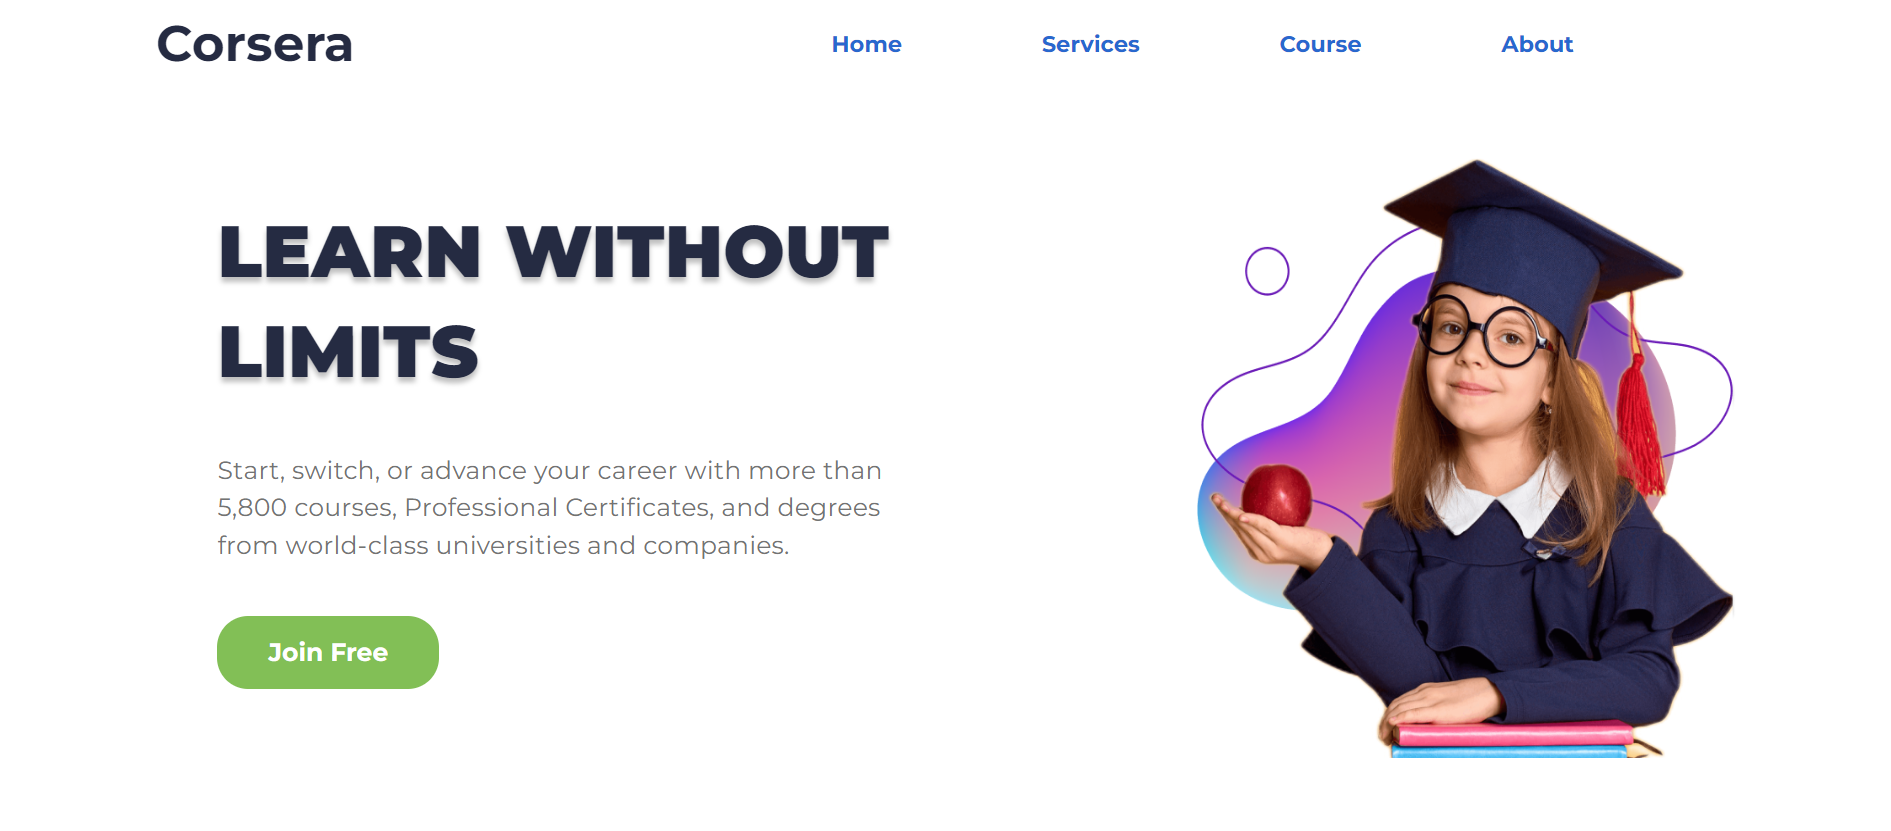 Corsera
Home
Services
Course
About
LEARN WITHOUT
LIMITS
Start, switch, or advance your career with more than
5,800 courses, Professional Certificates, and degrees
from world-class universities and companies.
Join Free